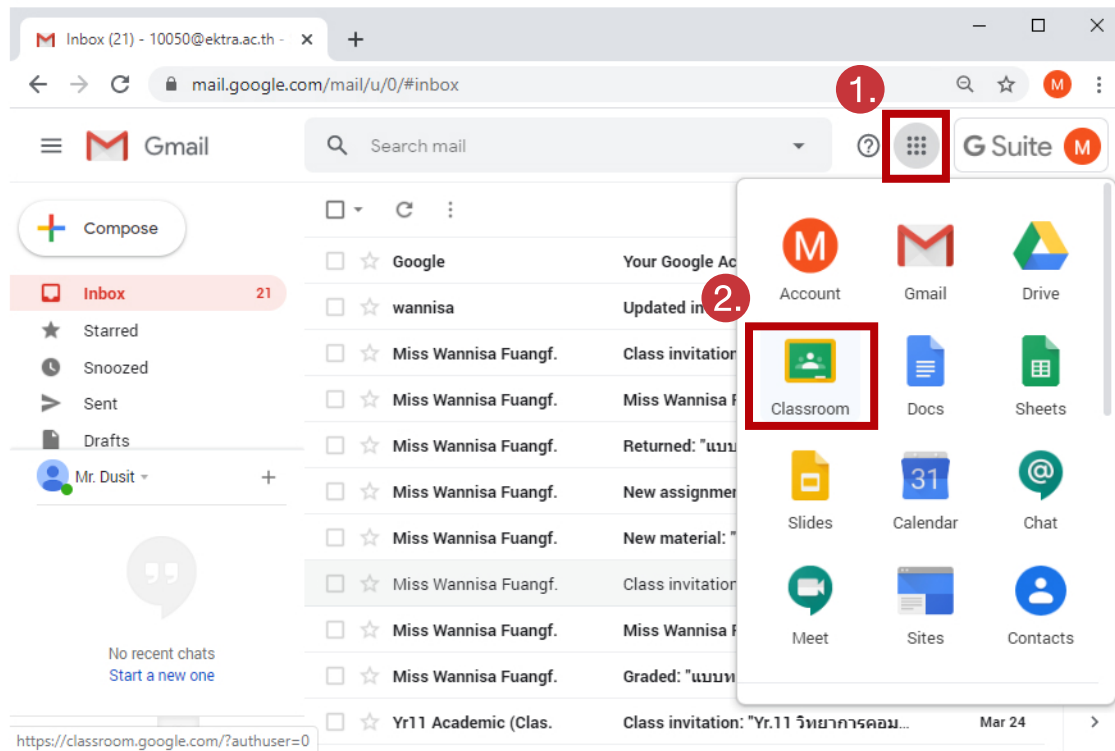 Inbox (21) - 10050@ektra.ac.th -
mail.google.com/mail/u/0/#inbox
M
1.
Gmail
Search mail
G Suite
M
Compose
Inbox 21
Starred
Snoozed
Sent
Drafts
Mr. Dusit
No recent chats
Start a new one
Google Your Google Ac
wannisa Updated in
Miss Wannisa Fuangf. Class invitation
Miss Wannisa Fuangf. Miss Wannisa F
Miss Wannisa Fuangf. Returned: "แบบ
Miss Wannisa Fuangf. New assignmen
Miss Wannisa Fuangf. New material: "
Miss Wannisa Fuangf. Class invitation
Miss Wannisa Fuangf. Miss Wannisa F
Miss Wannisa Fuangf. Graded: "แบบท
Yr11 Academic (Clas. Class invitation: "Yr.11 วิทยาการคอม... Mar 24
2.
M
Account Gmail Drive
Classroom Docs Sheets
31
Slides Calendar Chat
Meet Sites Contacts
https://classroom.google.com/?authuser=0